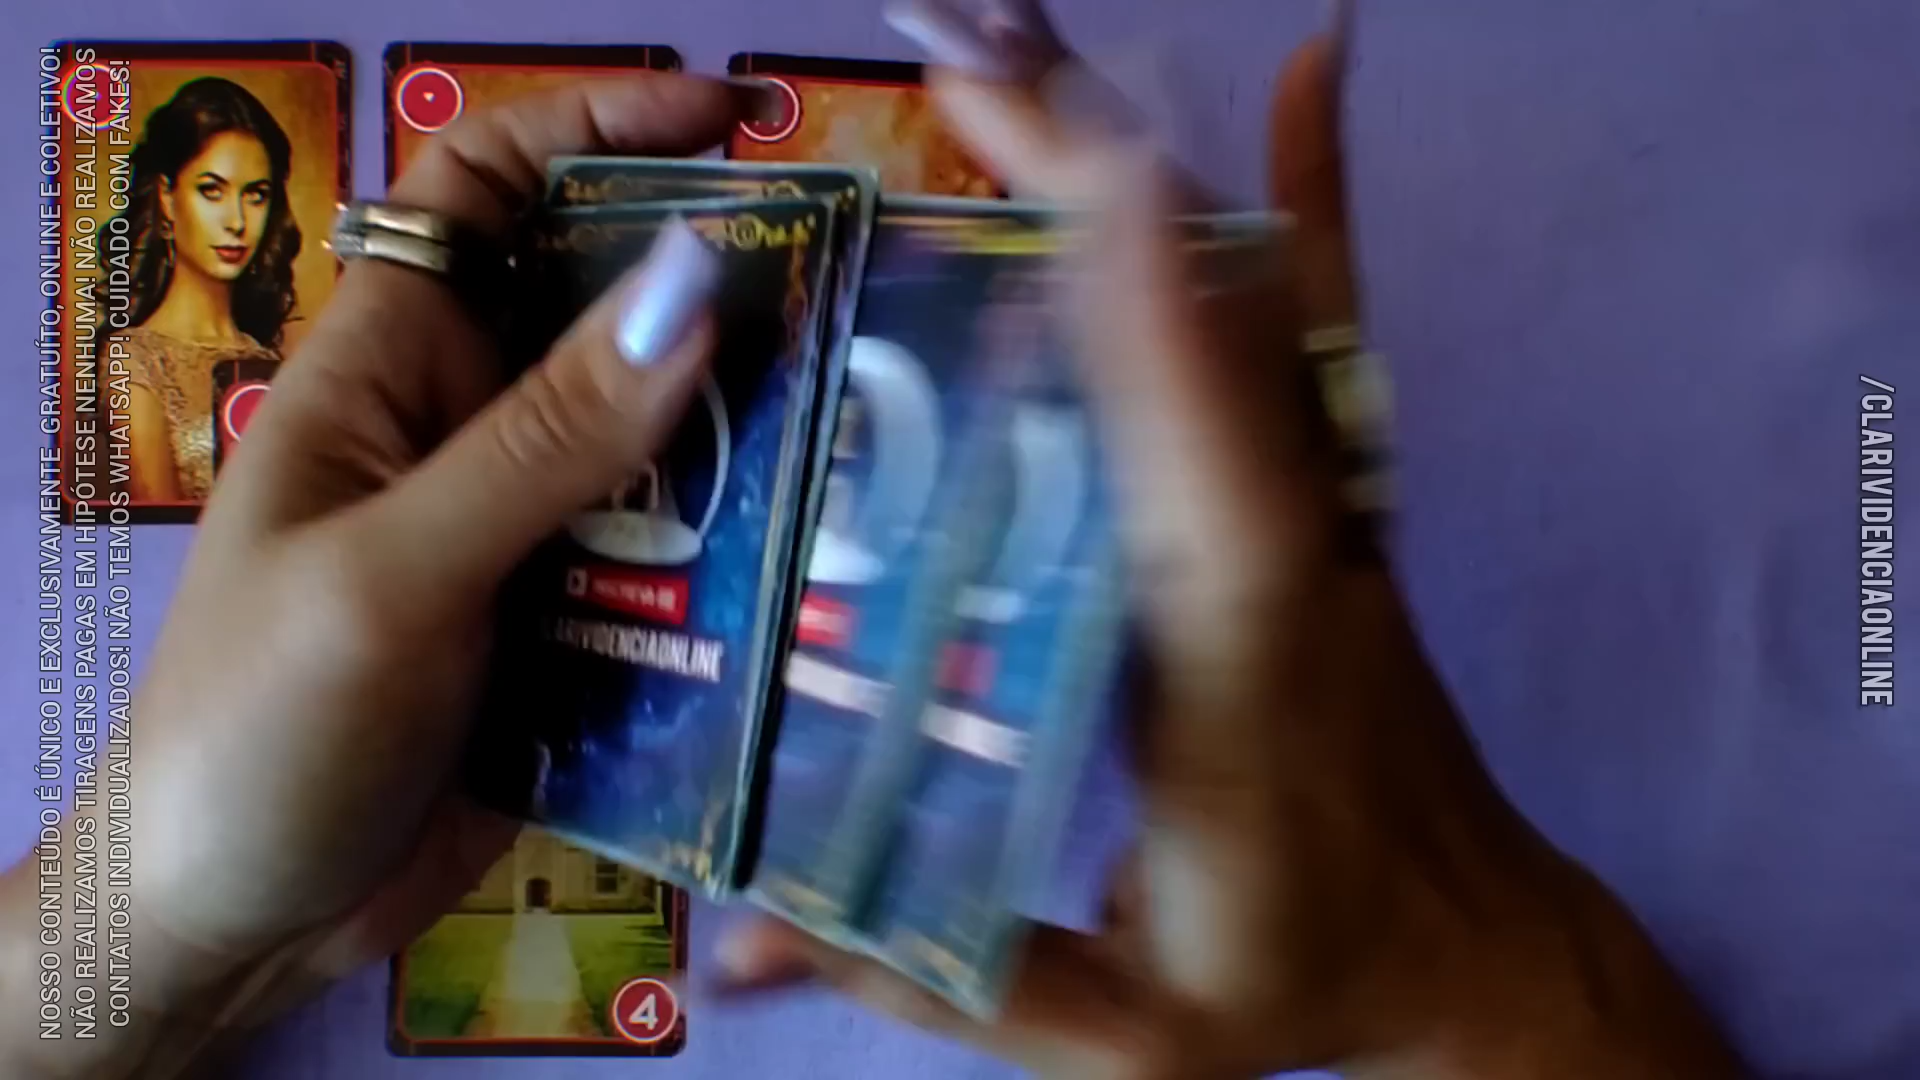 NOSSO CONTEÚDO É ÚNICO E EXCLUSIVAMENTE GRATUÍTO, ONLINE E COLETIVO!
NÃO REALIZAMOS TIRAGENS PAGAS EM HIPÓTESE NENHUMA! NÃO REALIZAMOS
CONTATOS INDIVIDUALIZADOS! NÃO TEMOS WHATSAPP! CUIDADO COM FAKES!
LARIVIDENCIAONLINE
4
/CLARIVIDENCIAONLINE